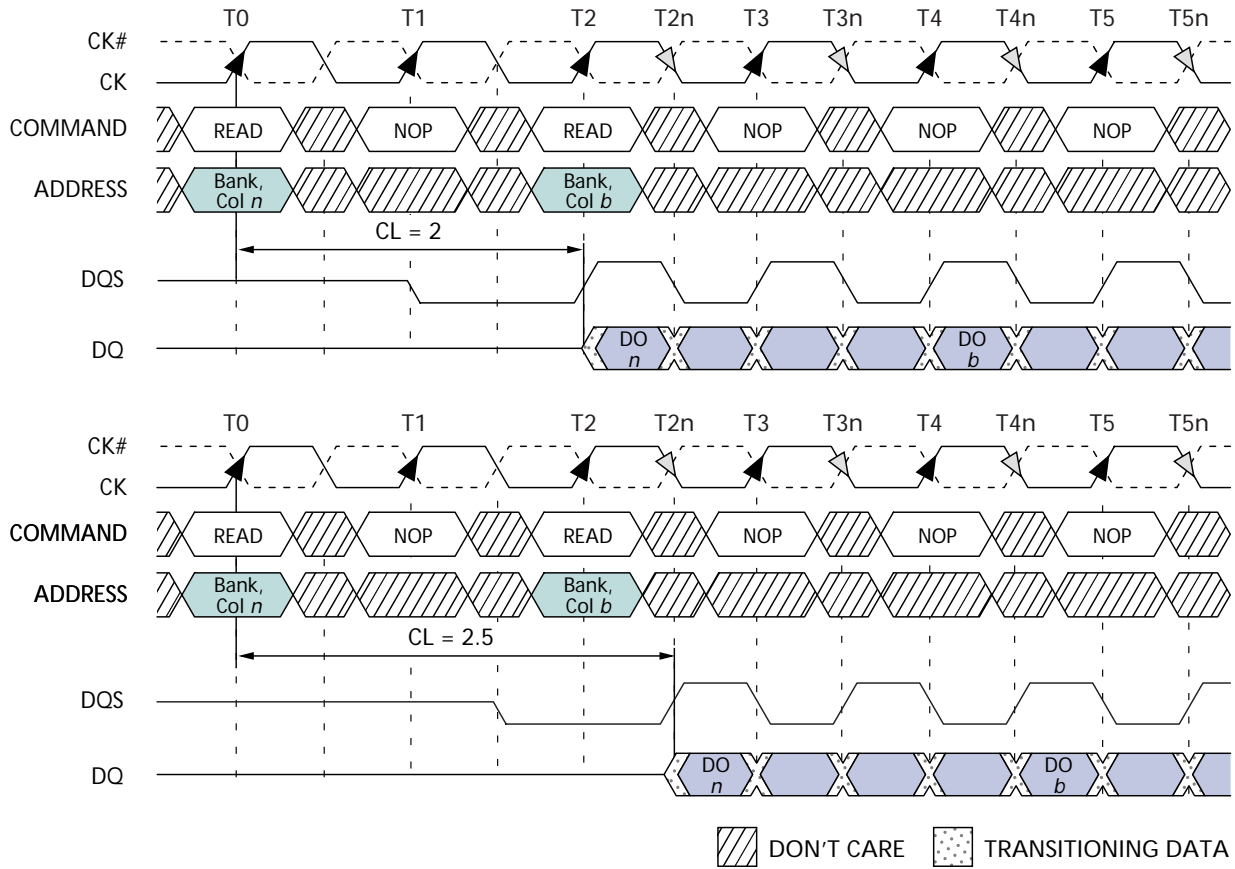 T0 T1 T2 T2n T3 T3n T4 T4n T5 T5n
CK#
CK
COMMAND READ NOP READ NOP NOP NOP
ADDRESS Bank, Col n Bank, Col b
CL = 2
DQS
DQ DO n DO b
T0 T1 T2 T2n T3 T3n T4 T4n T5 T5n
CK#
CK
COMMAND READ NOP READ NOP NOP NOP
ADDRESS Bank, Col n Bank, Col b
CL = 2.5
DQS
DQ DO n DO b
DON'T CARE TRANSITIONING DATA